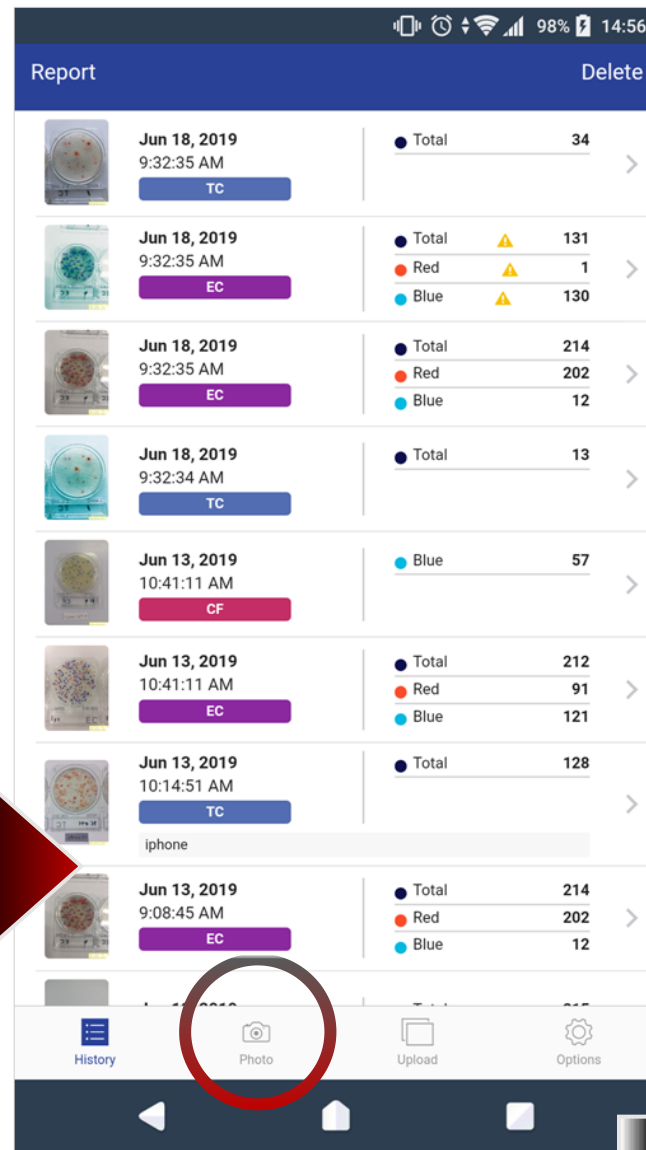 98% 14:56
Report Delete
Jun 18, 2019
9:32:35 AM
TC
Total 34
Jun 18, 2019
9:32:35 AM
EC
Total 131
Red 1
Blue 130
Jun 18, 2019
9:32:35 AM
EC
Total 214
Red 202
Blue 12
Jun 18, 2019
9:32:34 AM
TC
Total 13
Jun 13, 2019
10:41:11 AM
CF
Blue 57
Jun 13, 2019
10:41:11 AM
EC
Total 212
Red 91
Blue 121
Jun 13, 2019
10:14:51 AM
TC
iphone
Total 128
Jun 13, 2019
9:08:45 AM
EC
Total 214
Red 202
Blue 12
History Photo Upload Options